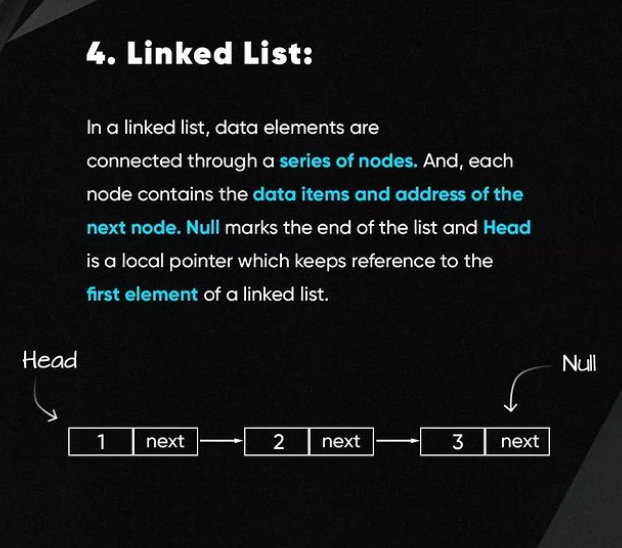 4. Linked List:
In a linked list, data elements are
connected through a series of nodes. And, each
node contains the data items and address of the
next node. Null marks the end of the list and Head
is a local pointer which keeps reference to the
first element of a linked list.
Head
Null
1 next 2 next 3 next